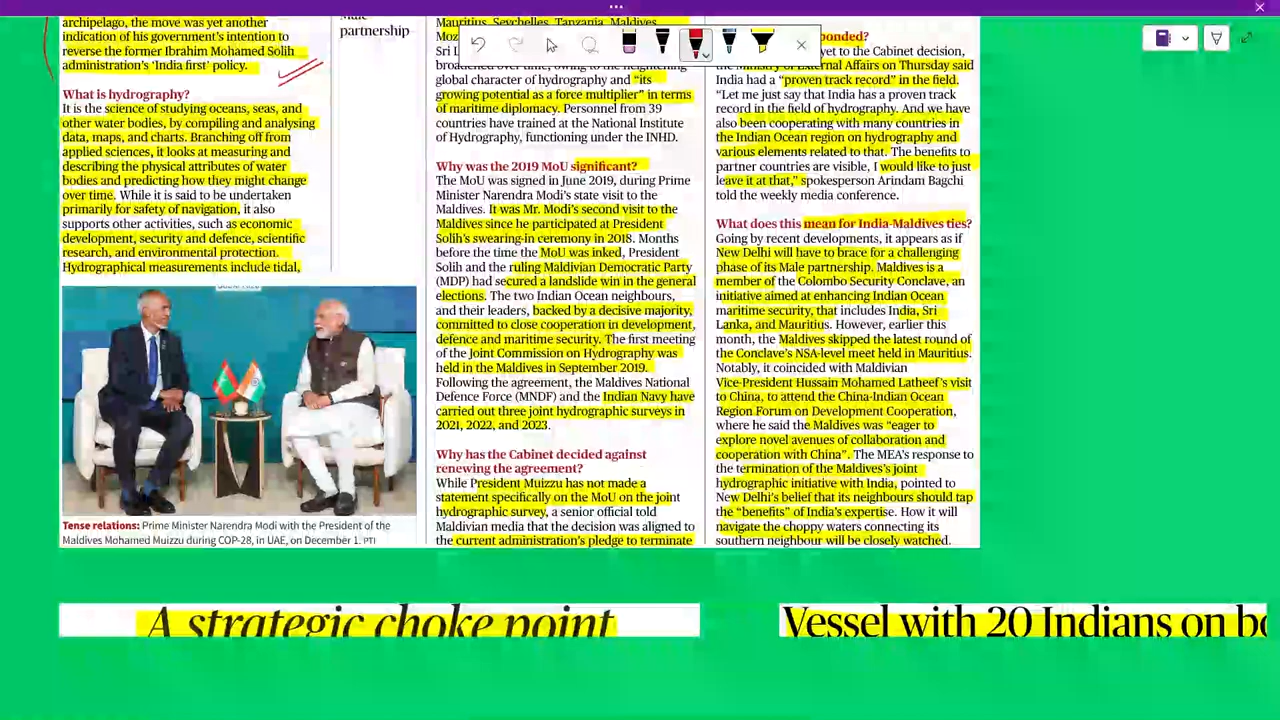 archipelago, the move was yet another
indication of his government's intention to
reverse the former Ibrahim Mohamed Solih
administration's 'India first' policy.
What is hydrography?
It is the science of studying oceans, seas, and
other water bodies, by compiling and analysing
data, maps, and charts. Branching off from
applied sciences, it looks at measuring and
describing the physical attributes of water
bodies and predicting how they might change
over time. While it is said to be undertaken
primarily for safety of navigation, it also
supports other activities, such as economic
development, security and defence, scientific
research, and environmental protection.
Hydrographical measurements include tidal,
Tense relations: Prime Minister Narendra Modi with the President of the
Maldives Mohamed Muizzu during COP-28, in UAE, on December 1. PTI
partnership
Mauritius, Seychelles, Tanzania, Maldives
Sri L
global character of hydrography and “its
growing potential as a force multiplier” in terms
of maritime diplomacy. Personnel from 39
countries have trained at the National Institute
of Hydrography, functioning under the INHD.
Why was the 2019 MoU significant?
The MoU was signed in June 2019, during Prime
Minister Narendra Modi's state visit to the
Maldives. It was Mr. Modi's second visit to the
Maldives since he participated at President
Solih's swearing-in ceremony in 2018. Months
before the time the MoU was inked, President
Solih and the ruling Maldivian Democratic Party
(MDP) had secured a landslide win in the general
elections. The two Indian Ocean neighbours,
and their leaders, backed by a decisive majority,
committed to close cooperation in development,
defence and maritime security. The first meeting
of the Joint Commission on Hydrography was
held in the Maldives in September 2019.
Following the agreement, the Maldives National
Defence Force (MNDF) and the Indian Navy have
carried out three joint hydrographic surveys in
2021, 2022, and 2023.
Why has the Cabinet decided against
renewing the agreement?
While President Muizzu has not made a
statement specifically on the MoU on the joint
hydrographic survey, a senior official told
Maldivian media that the decision was aligned to
the current administration's pledge to terminate
ponded?
yet to the Cabinet decision,
the Ministry of External Affairs on Thursday said
India had a “proven track record” in the field.
“Let me just say that India has a proven track
record in the field of hydrography. And we have
also been cooperating with many countries in
the Indian Ocean region on hydrography and
various elements related to that. The benefits to
partner countries are visible, I would like to just
leave it at that,” spokesperson Arindam Bagchi
told the weekly media conference.
What does this mean for India-Maldives ties?
Going by recent developments, it appears as if
New Delhi will have to brace for a challenging
phase of its Male partnership. Maldives is a
member of the Colombo Security Conclave, an
initiative aimed at enhancing Indian Ocean
maritime security, that includes India, Sri
Lanka, and Mauritius. However, earlier this
month, the Maldives skipped the latest round of
the Conclave's NSA-level meet held in Mauritius.
Notably, it coincided with Maldivian
Vice-President Hussain Mohamed Latheef's visit
to China, to attend the China-Indian Ocean
Region Forum on Development Cooperation,
where he said the Maldives was “eager to
explore novel avenues of collaboration and
cooperation with China”. The MEA's response to
the termination of the Maldives's joint
hydrographic initiative with India, pointed to
New Delhi's belief that its neighbours should tap
the “benefits” of India's expertise. How it will
navigate the choppy waters connecting its
southern neighbour will be closely watched.
A strategic choke point
Vessel with 20 Indians on bo